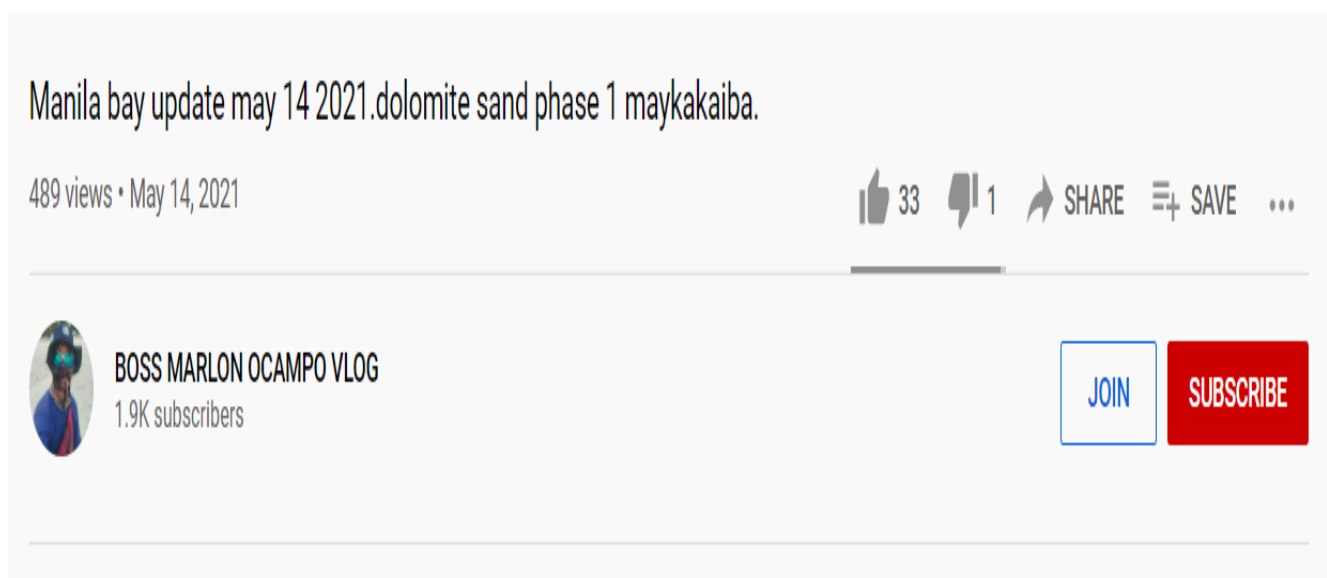 Manila bay update may 14 2021.dolomite sand phase 1 maykakaiba.
489 views • May 14, 2021
33 1 SHARE SAVE
BOSS MARLON OCAMPO VLOG
1.9K subscribers
JOIN SUBSCRIBE